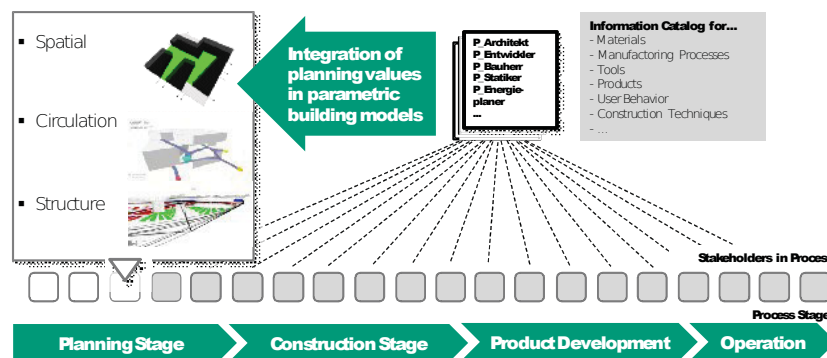 Spatial
Circulation
Structure
Integration of
planning values
in parametric
building models
P_Architekt
P_Entwickler
P_Bauherr
P_Statiker
P_Energie-
planer
...
Information Catalog for...
- Materials
- Manufactoring Processes
- Tools
- Products
- User Behavior
- Construction Techniques
- ...
Stakeholders in Proces
Process Stage
Planning Stage
Construction Stage
Product Development
Operation